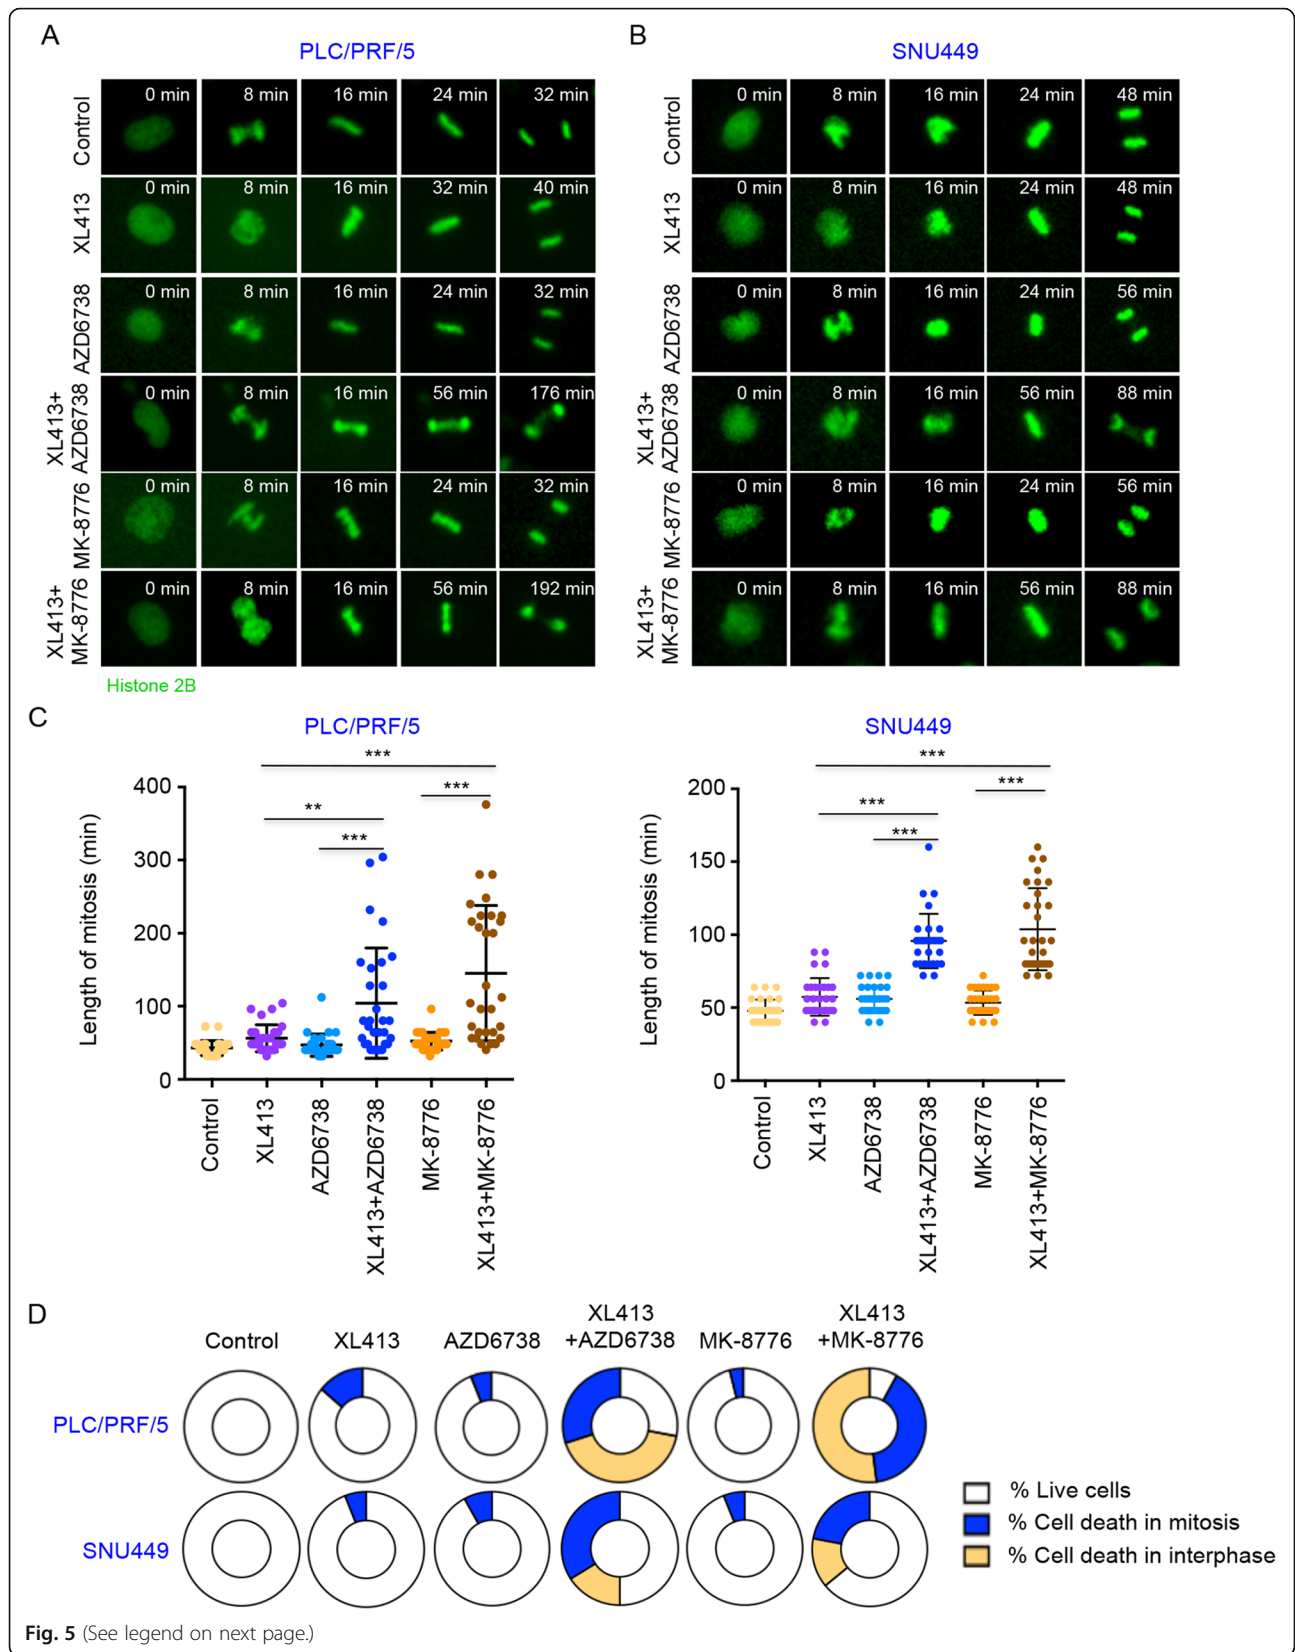 A
PLC/PRF/5
Control
0 min 8 min 16 min 24 min 32 min
XL413
0 min 8 min 16 min 32 min 40 min
AZD6738
0 min 8 min 16 min 24 min 32 min
XL413+
AZD6738
0 min 8 min 16 min 56 min 176 min
MK-8776
0 min 8 min 16 min 24 min 32 min
XL413+
MK-8776
0 min 8 min 16 min 56 min 192 min
Histone 2B
B
SNU449
Control
0 min 8 min 16 min 24 min 48 min
XL413
0 min 8 min 16 min 24 min 48 min
AZD6738
0 min 8 min 16 min 24 min 56 min
XL413+
AZD6738
0 min 8 min 16 min 56 min 88 min
MK-8776
0 min 8 min 16 min 24 min 56 min
XL413+
MK-8776
0 min 8 min 16 min 56 min 88 min
C
PLC/PRF/5
***
***
**
***
Length of mitosis (min)
400
300
200
100
0
Control
XL413
AZD6738
XL413+AZD6738
MK-8776
XL413+MK-8776
SNU449
***
***
***
***
Length of mitosis (min)
200
150
100
50
0
Control
XL413
AZD6738
XL413+AZD6738
MK-8776
XL413+MK-8776
D
Control
XL413
AZD6738
XL413
+AZD6738
MK-8776
XL413
+MK-8776
PLC/PRF/5
SNU449
% Live cells
% Cell death in mitosis
% Cell death in interphase
Fig. 5 (See legend on next page.)